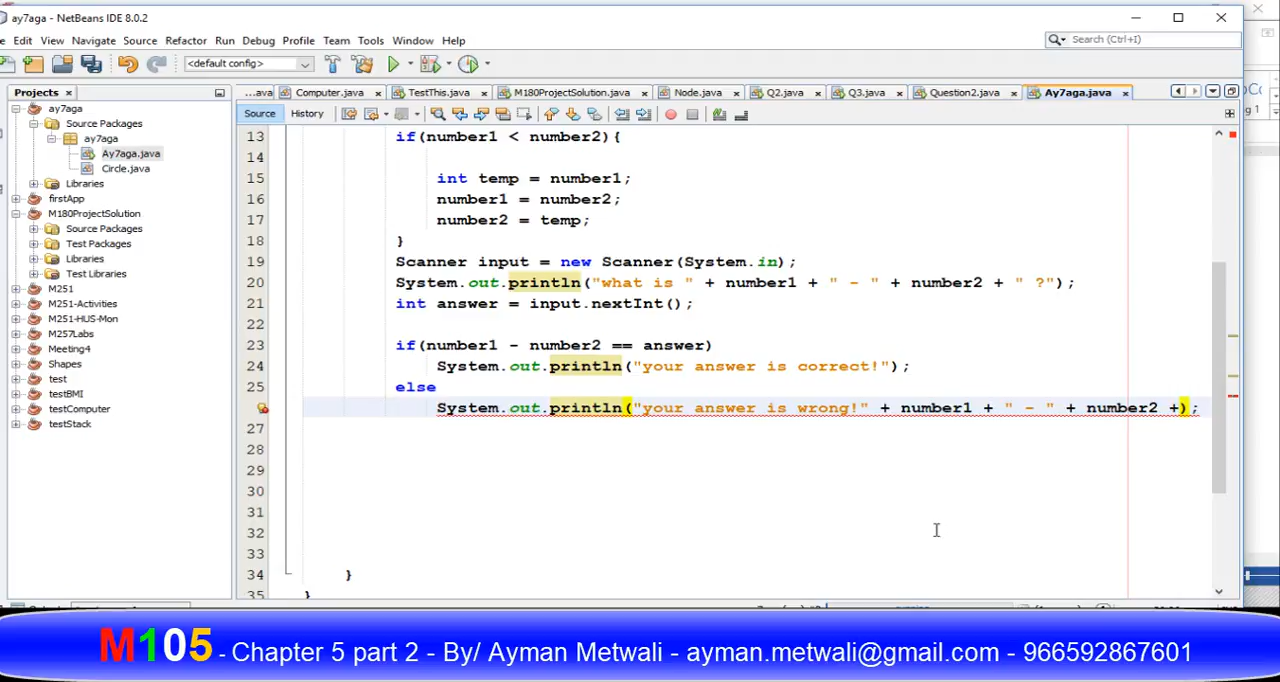 ay7aga - NetBeans IDE 8.0.2
Edit View Navigate Source Refactor Run Debug Profile Team Tools Window Help
Search (Ctrl+I)
<default config>
Projects
...ava Computer.java TestThis.java M180ProjectSolution.java Node.java Q2.java Q3.java Question2.java Ay7aga.java
Source History
ay7aga
Source Packages
ay7aga
Ay7aga.java
Circle.java
Libraries
firstApp
M180ProjectSolution
Source Packages
Test Packages
Libraries
Test Libraries
M251
M251-Activities
M251-HUS-Mon
M257Labs
Meeting4
Shapes
test
testBMI
testComputer
testStack
13 if(number1 < number2){
14
15 int temp = number1;
16 number1 = number2;
17 number2 = temp;
18 }
19 Scanner input = new Scanner(System.in);
20 System.out.println("what is " + number1 + " - " + number2 + " ?");
21 int answer = input.nextInt();
22
23 if(number1 - number2 == answer)
24 System.out.println("your answer is correct!");
25 else
System.out.println("your answer is wrong!" + number1 + " - " + number2 +);
27
28
29
30
31
32
33
34 }
35 }
M105 - Chapter 5 part 2 - By/ Ayman Metwali - ayman.metwali@gmail.com - 966592867601